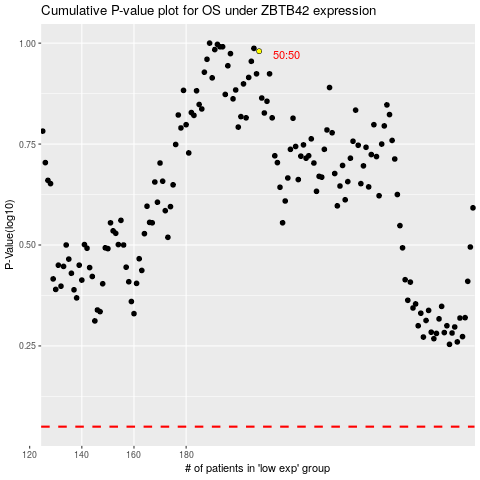 Cumulative P-value plot for OS under ZBTB42 expression
50:50
P-Value(log10)
1.00
0.75
0.50
0.25
120 140 160 180
# of patients in 'low exp' group